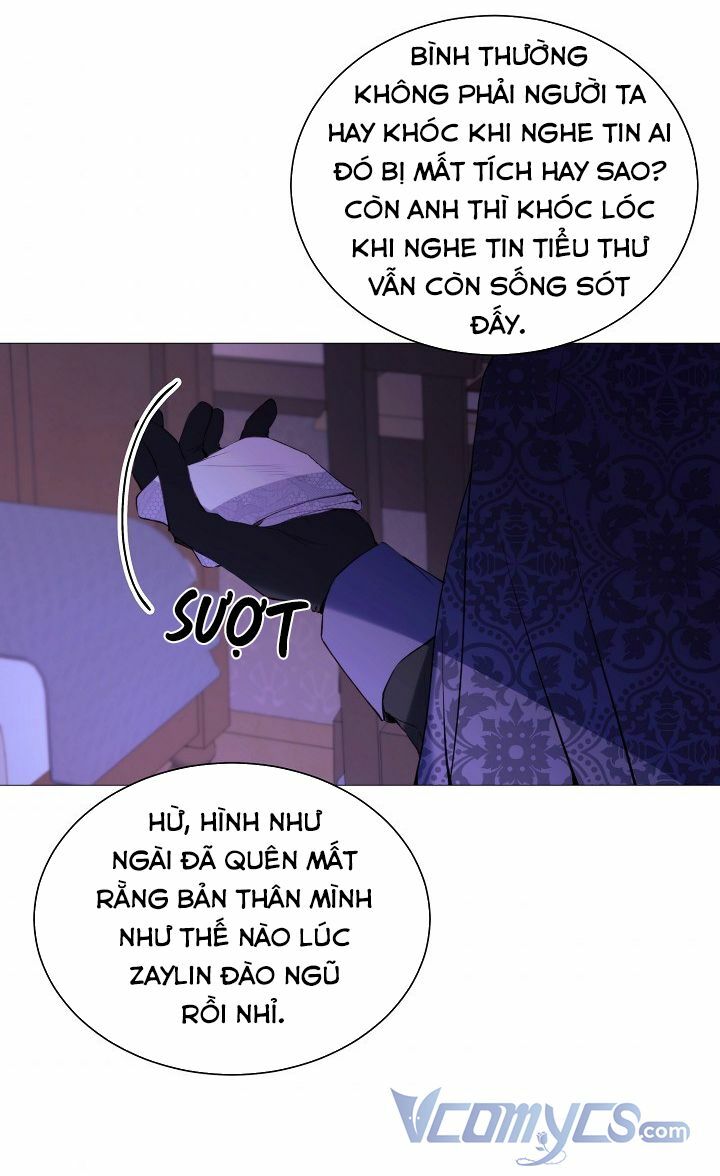 BÌNH THƯỜNG
KHÔNG PHẢI NGƯỜI TA
HAY KHÓC KHI NGHE TIN AI
ĐÓ BỊ MẤT TÍCH HAY SAO?
CÒN ANH THÌ KHÓC LÓC
KHI NGHE TIN TIỂU THƯ
VẪN CÒN SỐNG SÓT
ĐẤY.
SƯỢT
HỪ, HÌNH NHƯ
NGÀI ĐÃ QUÊN MẤT
RẰNG BẢN THÂN MÌNH
NHƯ THẾ NÀO LÚC
ZAYLIN ĐÀO NGŨ
RỒI NHỈ.
VCOMYCS.com